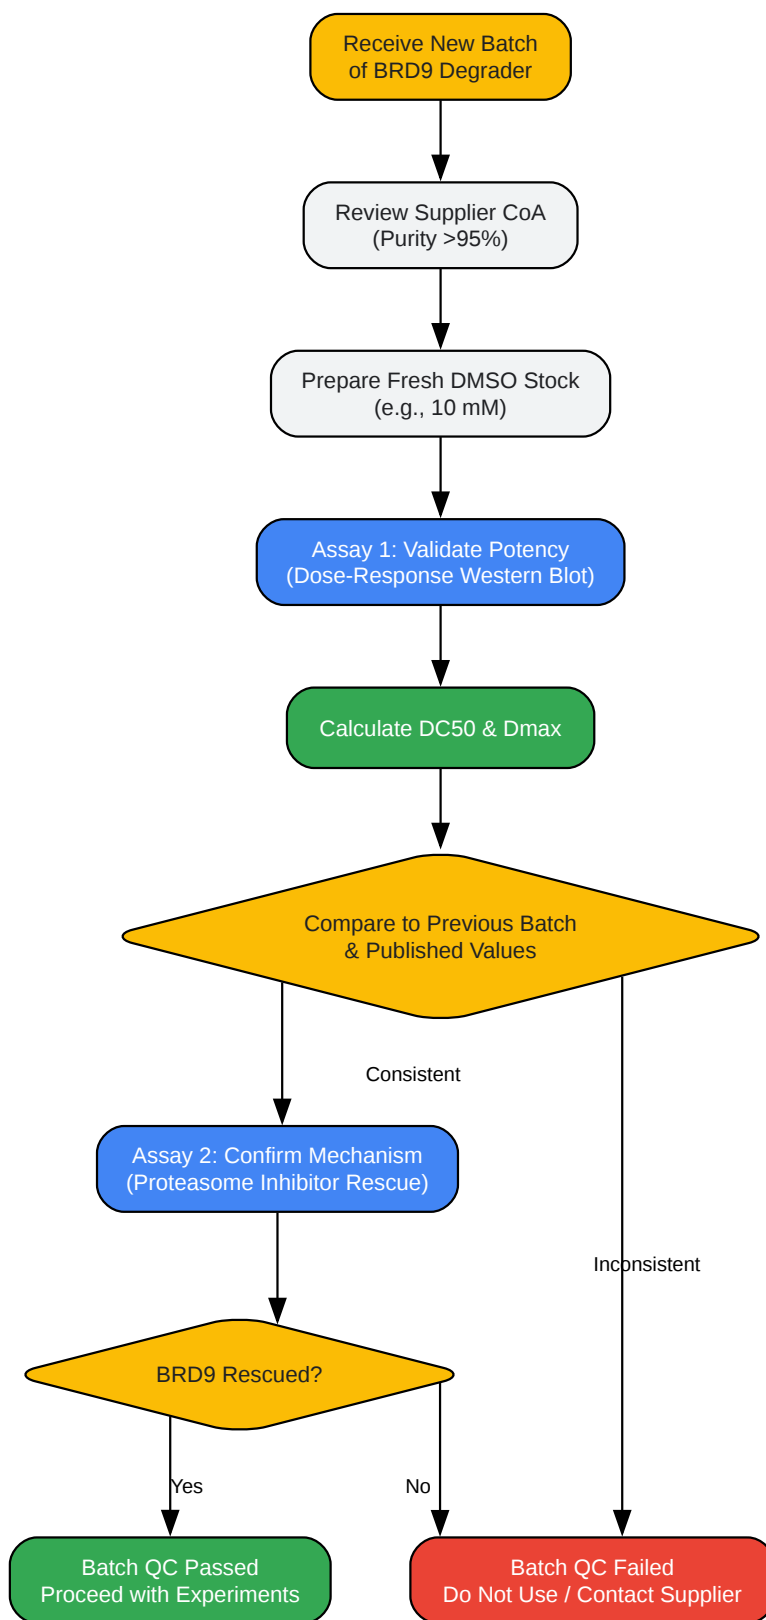 Receive New Batch
of BRD9 Degrader
Review Supplier CoA
(Purity >95%)
Prepare Fresh DMSO Stock
(e.g., 10 mM)
Assay 1: Validate Potency
(Dose-Response Western Blot)
Calculate DC50 & Dmax
Compare to Previous Batch
& Published Values
Consistent
Assay 2: Confirm Mechanism
(Proteasome Inhibitor Rescue)
Inconsistent
BRD9 Rescued?
Yes
No
Batch QC Passed
Proceed with Experiments
Batch QC Failed
Do Not Use / Contact Supplier